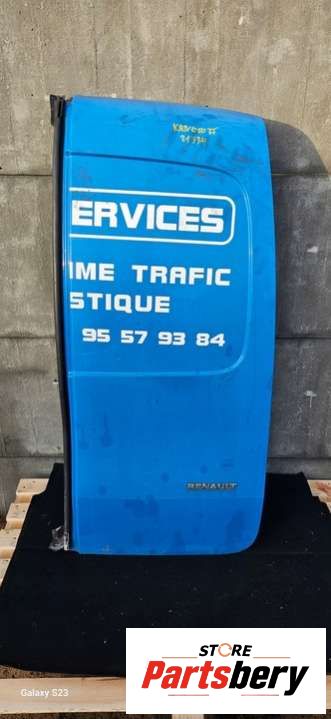 ERVICES
IME TRAFIC
STIQUE
95 57 93 84
RENAULT
Galaxy S23
STORE
Partsbery